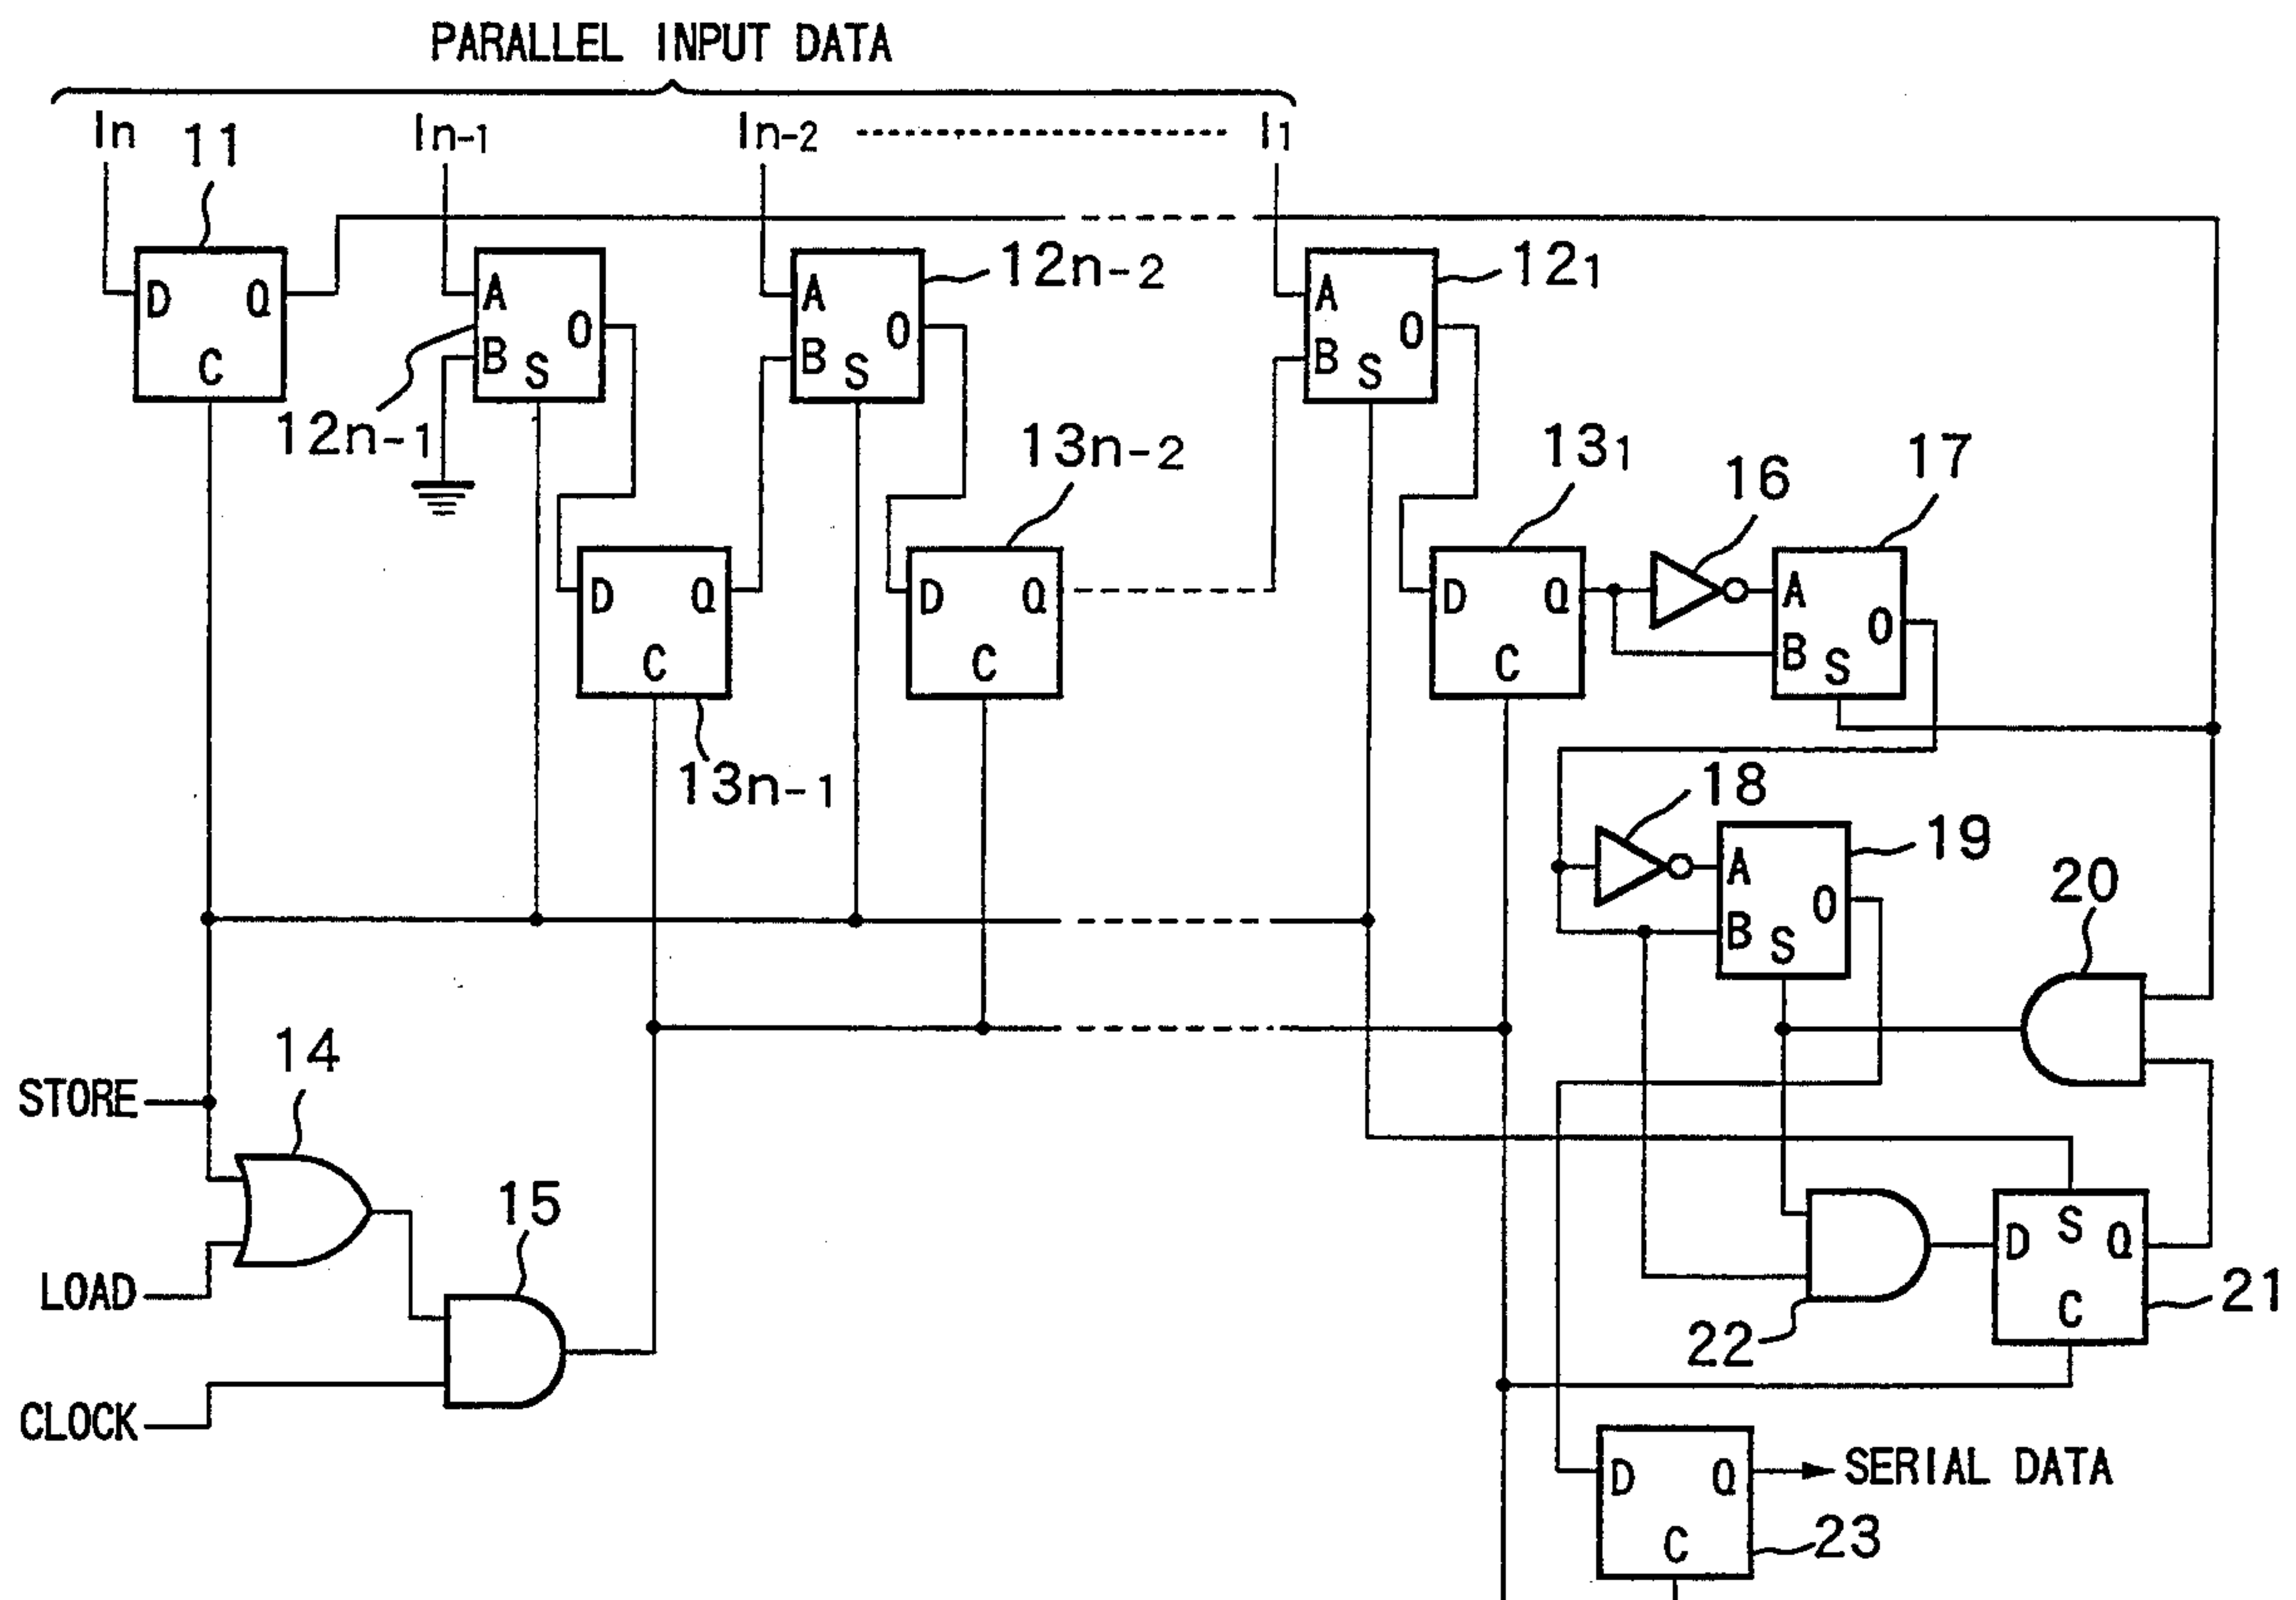 PARALLEL INPUT DATA
In 11 In-1 In-2 I1
D Q C
A B S O
12n-1
A B S O
12n-2
A B S O
121
13n-2
131
16
17
D Q C
13n-1
D Q C
D Q C
A B S O
18
19
A B S O
20
STORE
14
LOAD
15
CLOCK
D S Q C
21
22
D Q C
SERIAL DATA
23